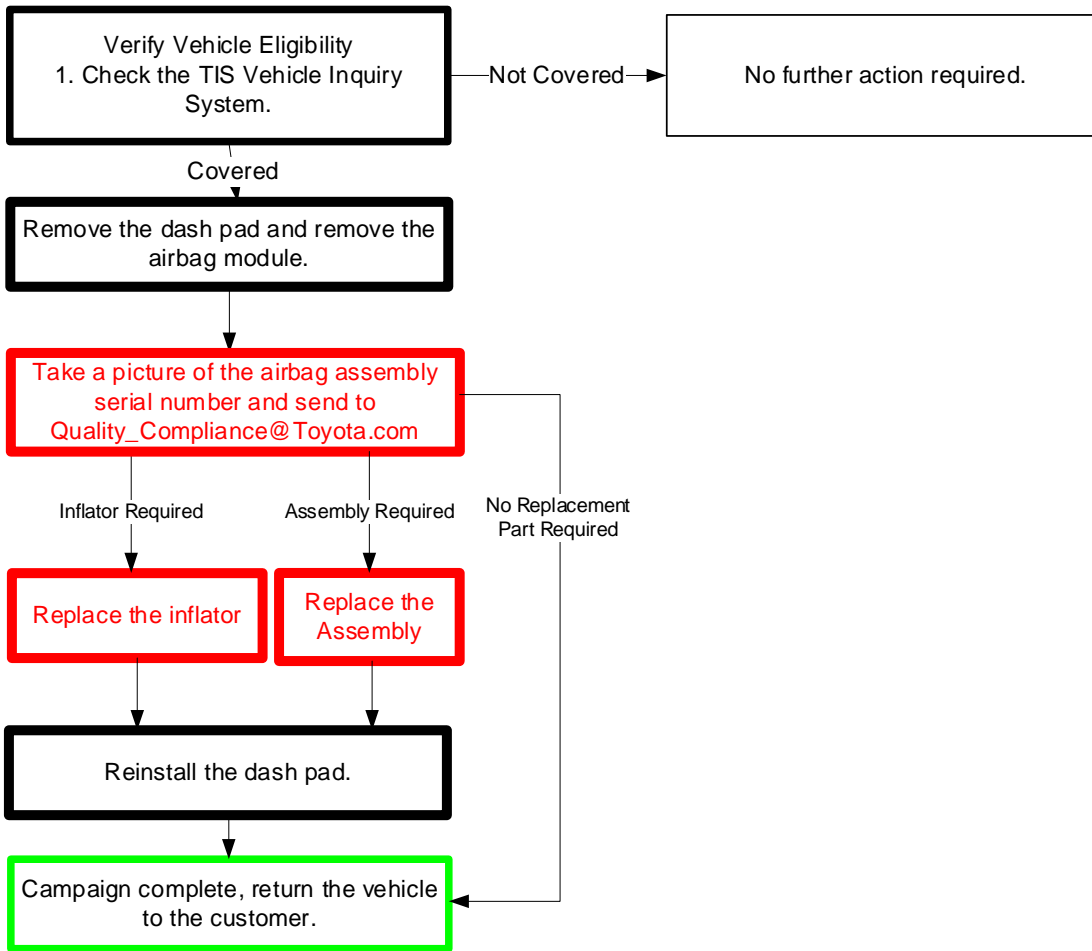 Verify Vehicle Eligibility
1. Check the TIS Vehicle Inquiry
System.
Not Covered
No further action required.
Covered
Remove the dash pad and remove the
airbag module.
Take a picture of the airbag assembly
serial number and send to
Quality_Compliance@Toyota.com
Inflator Required
Assembly Required
No Replacement
Part Required
Replace the inflator
Replace the
Assembly
Reinstall the dash pad.
Campaign complete, return the vehicle
to the customer.